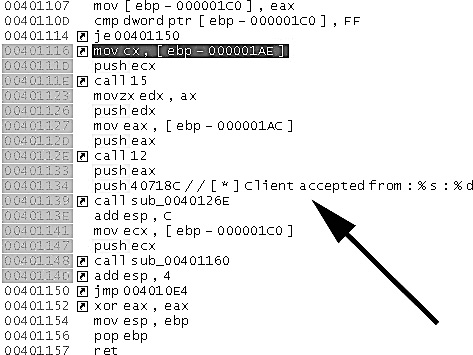 00401107 mov [ebp-000001C0], eax
0040110D cmp dword ptr [ebp-000001C0], FF
00401114 je 00401150
00401116 mov cx, [ebp-000001AE]
0040111D push ecx
0040111E call 15
00401123 movzx edx, ax
00401126 push edx
00401127 mov eax, [ebp-000001AC]
0040112D push eax
0040112E call 12
00401133 push eax
00401134 push 40718C//[*]Client accepted from:%s:%d
00401139 call sub_0040126E
0040113E add esp, C
00401141 mov ecx, [ebp-000001C0]
00401147 push ecx
00401148 call sub_00401160
0040114D add esp, 4
00401150 jmp 004010E4
00401152 xor eax, eax
00401154 mov esp, ebp
00401156 pop ebp
00401157 ret